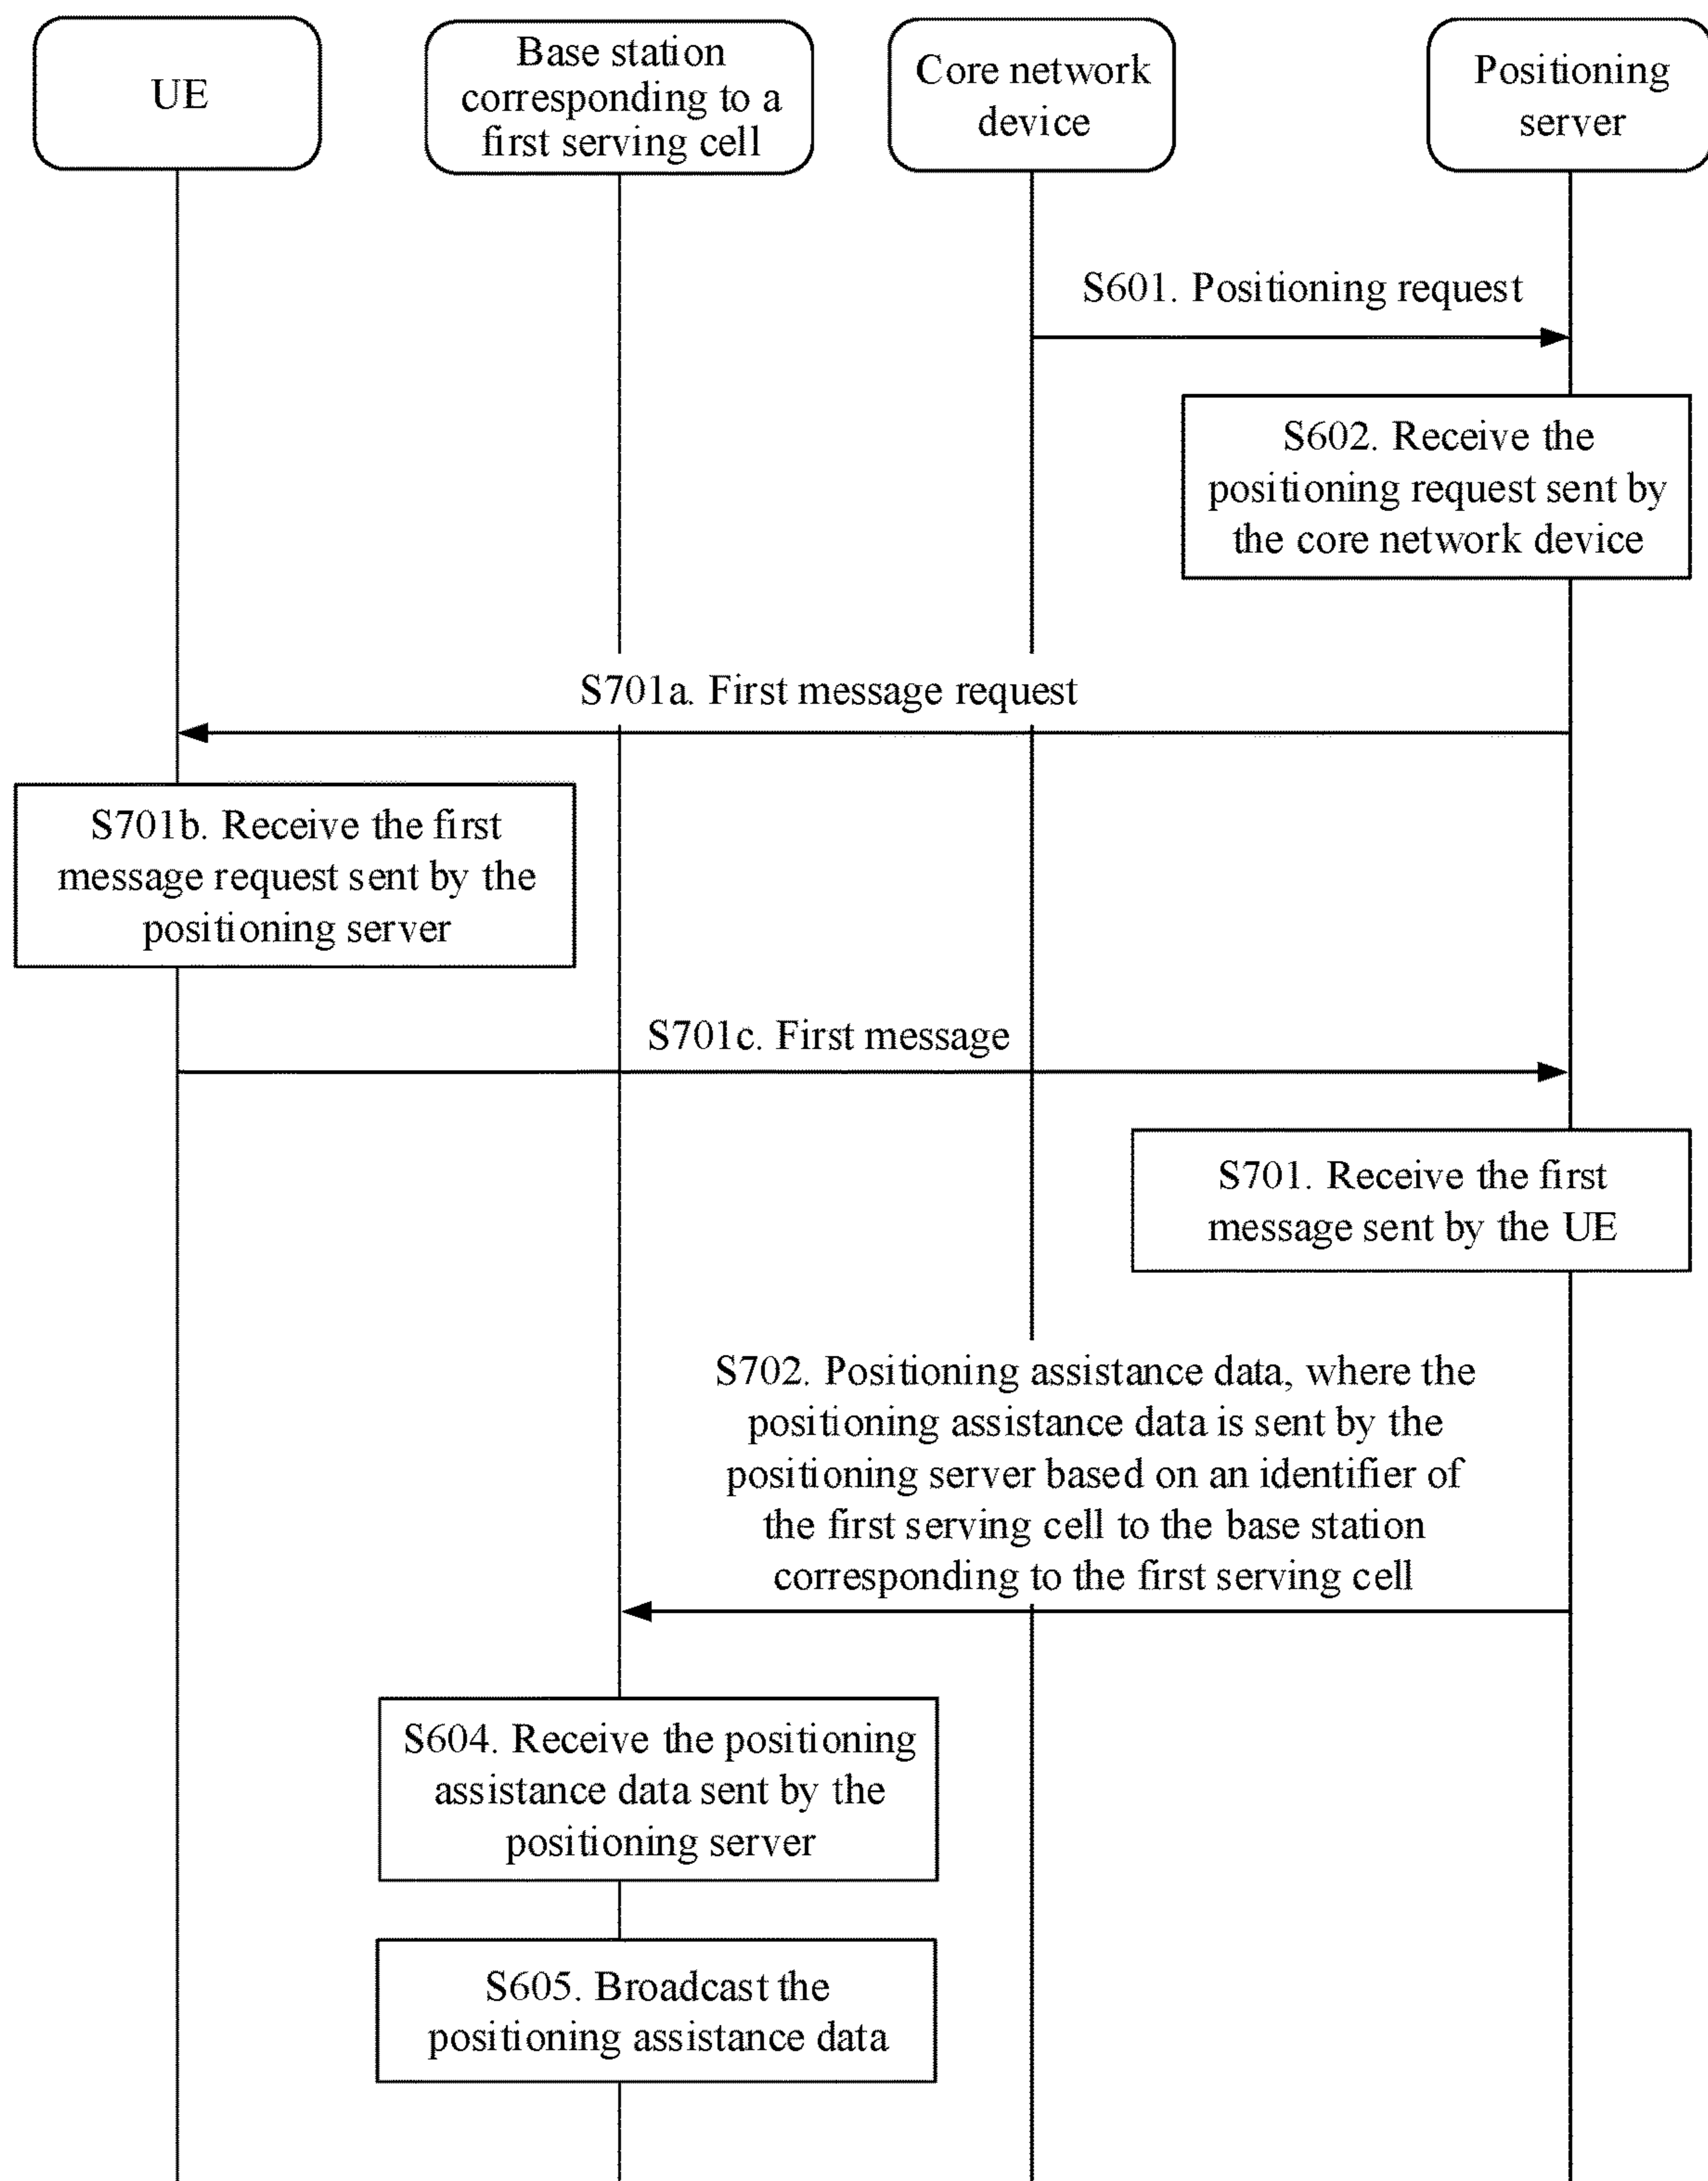 UE
Base station
corresponding to a
first serving cell
Core network
device
Positioning
server
S601. Positioning request
S602. Receive the
positioning request sent by
the core network device
S701a. First message request
S701b. Receive the first
message request sent by the
positioning server
S701c. First message
S701. Receive the first
message sent by the UE
S702. Positioning assistance data, where the
positioning assistance data is sent by the
positioning server based on an identifier of
the first serving cell to the base station
corresponding to the first serving cell
S604. Receive the positioning
assistance data sent by the
positioning server
S605. Broadcast the
positioning assistance data